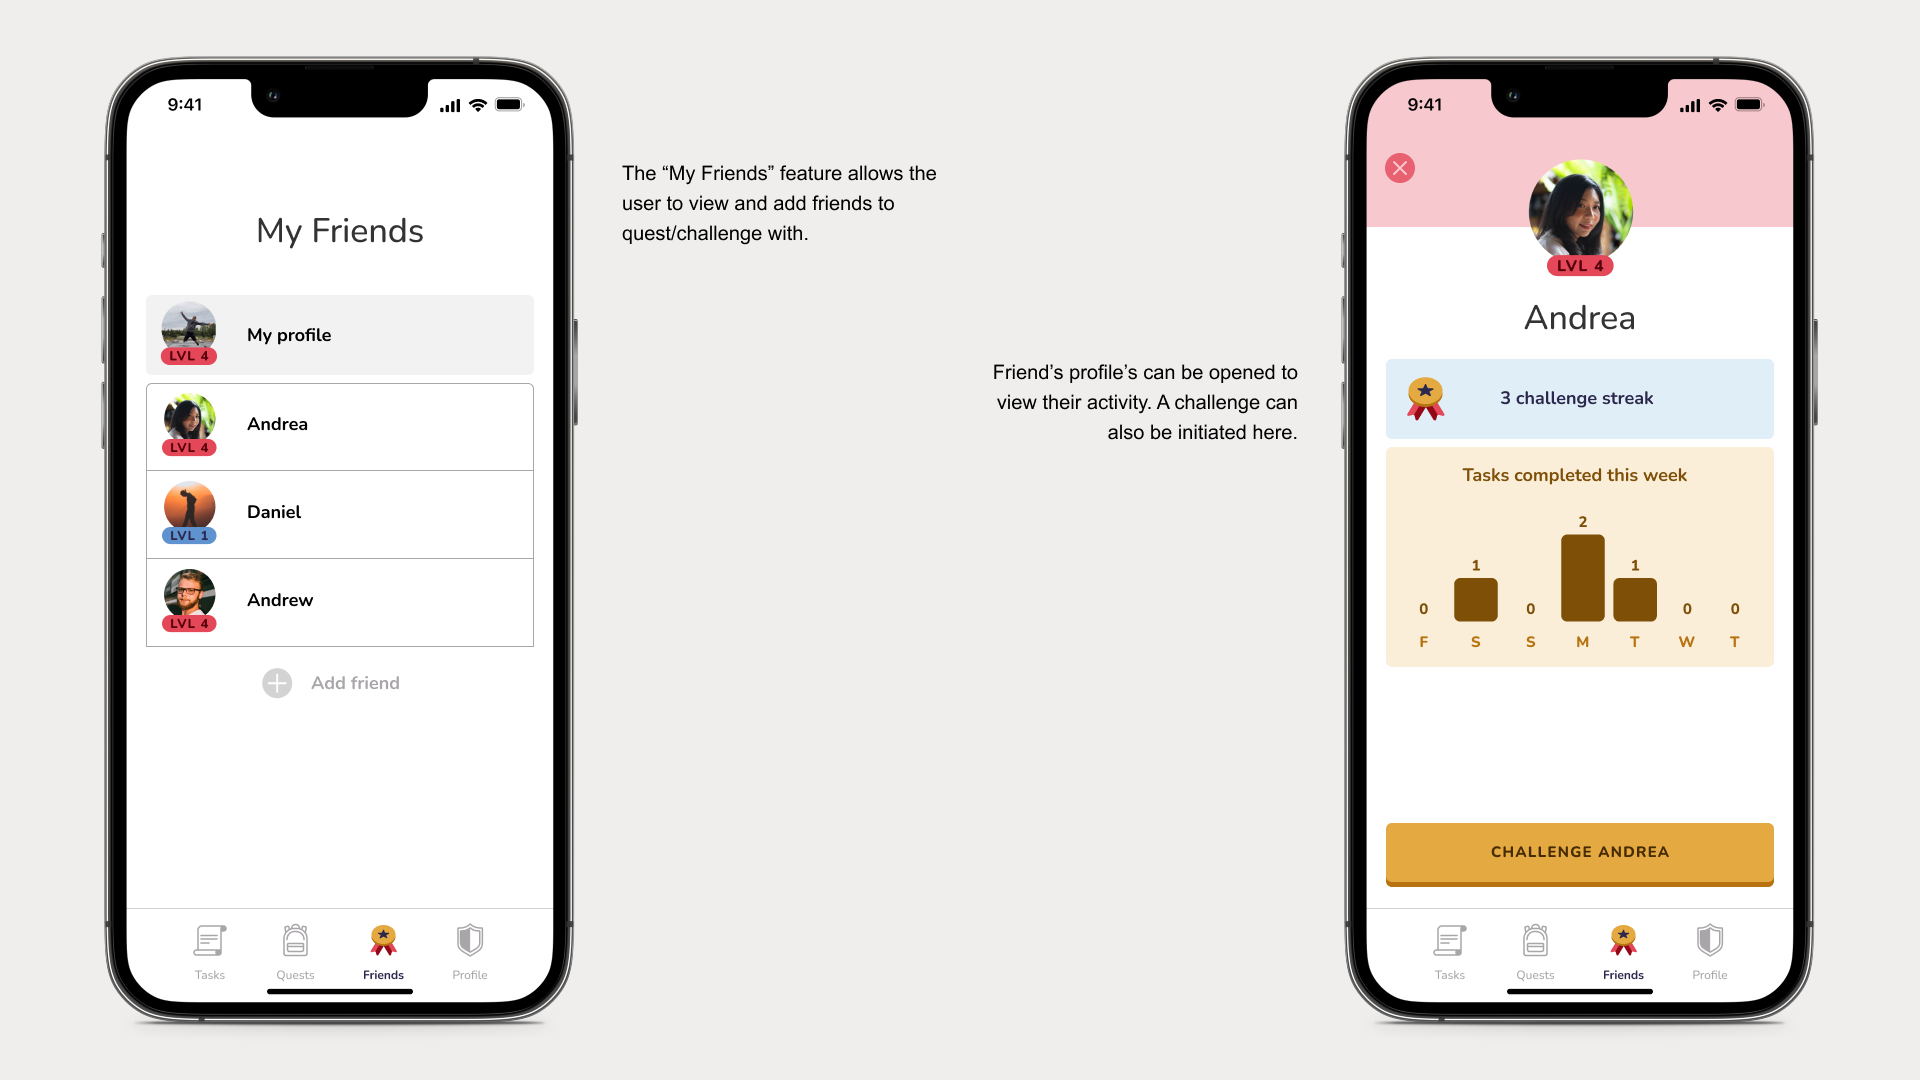 9:41
My Friends
My profile
LVL 4
Andrea
LVL 4
Daniel
LVL 1
Andrew
LVL 4
Add friend
Tasks
Quests
Friends
Profile
The “My Friends” feature allows the
user to view and add friends to
quest/challenge with.
Friend’s profile’s can be opened to
view their activity. A challenge can
also be initiated here.
9:41
LVL 4
Andrea
3 challenge streak
Tasks completed this week
0 1 0 2 1 0 0
F S S M T W T
CHALLENGE ANDREA
Tasks
Quests
Friends
Profile